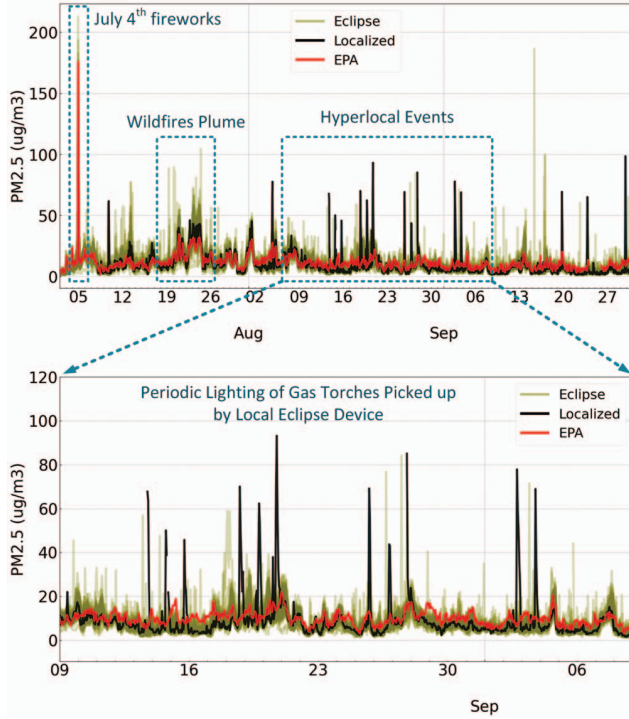 July 4th fireworks
Eclipse
Localized
EPA
Wildfires Plume
Hyperlocal Events
PM2.5 (ug/m3)
200
150
100
50
0
05 12 19 26 02 09 16 23 30 06 13 20 27
Aug Sep
Periodic Lighting of Gas Torches Picked up
by Local Eclipse Device
Eclipse
Localized
EPA
PM2.5 (ug/m3)
120
100
80
60
40
20
0
09 16 23 30 06
Sep